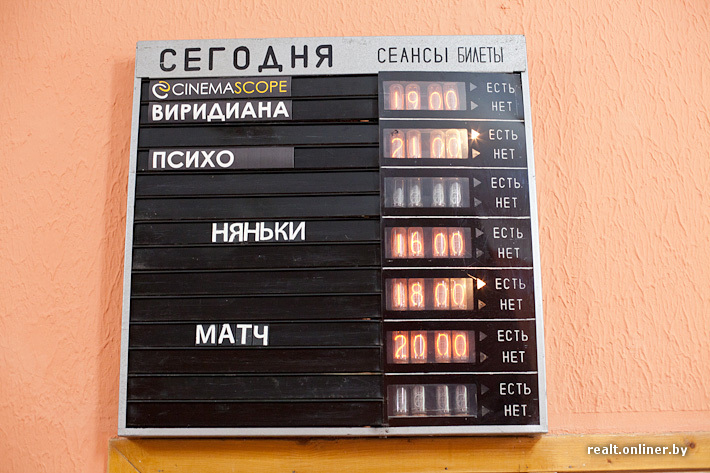 СЕГОДНЯ СЕАНСЫ БИЛЕТЫ
CINEMASCOPE
ВИРИДИАНА
19 00 ЕСТЬ
НЕТ
ПСИХО
21 00 ЕСТЬ
НЕТ
ЕСТЬ
НЕТ
НЯНЬКИ
16 00 ЕСТЬ
НЕТ
18 00 ЕСТЬ
НЕТ
МАТЧ
20 00 ЕСТЬ
НЕТ
ЕСТЬ
НЕТ
realt.onliner.by